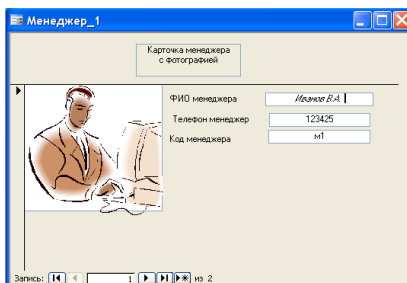 Менеджер_1
Карточка менеджера
с фотографией
ФИО менеджера Иванов В.А.
Телефон менеджер 123425
Код менеджера м1
Запись: 1 из 2